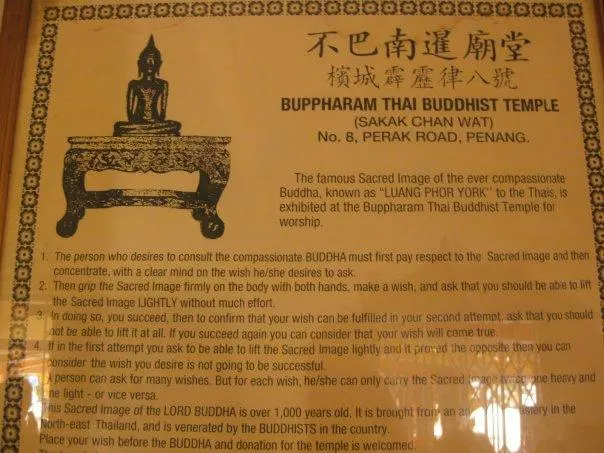 不巴南暹廟堂
檳城霹靂律八號
BUPPHARAM THAI BUDDHIST TEMPLE
(SAKAK CHAN WAT)
No. 8, PERAK ROAD, PENANG.
The famous Sacred Image of the ever compassionate
Buddha, known as "LUANG PHOR YORK" to the Thais, is
exhibited at the Buppharam Thai Buddhist Temple for
worship.
1. The person who desires to consult the compassionate BUDDHA must first pay respect to the Sacred Image and then
concentrate, with a clear mind on the wish he/she desires to ask.
2. Then grip the Sacred Image firmly on the body with both hands, make a wish, and ask that you should be able to lift
the Sacred Image LIGHTLY without much effort.
3. In doing so, you succeed, then to confirm that your wish can be fulfilled in your second attempt, ask that you should
not be able to lift it at all. If you succeed again you can consider that your wish will come true.
4. If in the first attempt you ask to be able to lift the Sacred Image lightly and it proved the opposite then you can
consider the wish you desire is not going to be successful.
A person can ask for many wishes. But for each wish, he/she can only carry the Sacred Image twice one heavy and
one light - or vice versa.
This Sacred Image of the LORD BUDDHA is over 1,000 years old. It is brought from an in the
North-east Thailand, and is venerated by the BUDDHISTS in the country.
Place your wish before the BUDDHA and donation for the temple is welcomed.